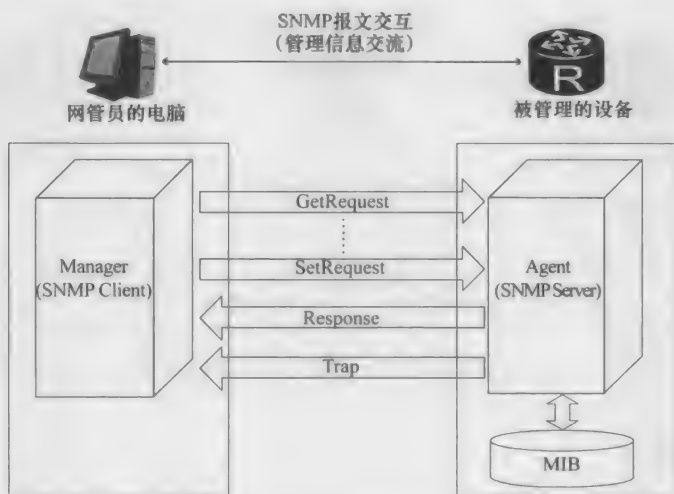 SNMP报文交互
（管理信息交流）
R
网管员的电脑
被管理的设备
GetRequest
SetRequest
Manager
(SNMP Client)
Agent
(SNMP Server)
Response
Trap
MIB